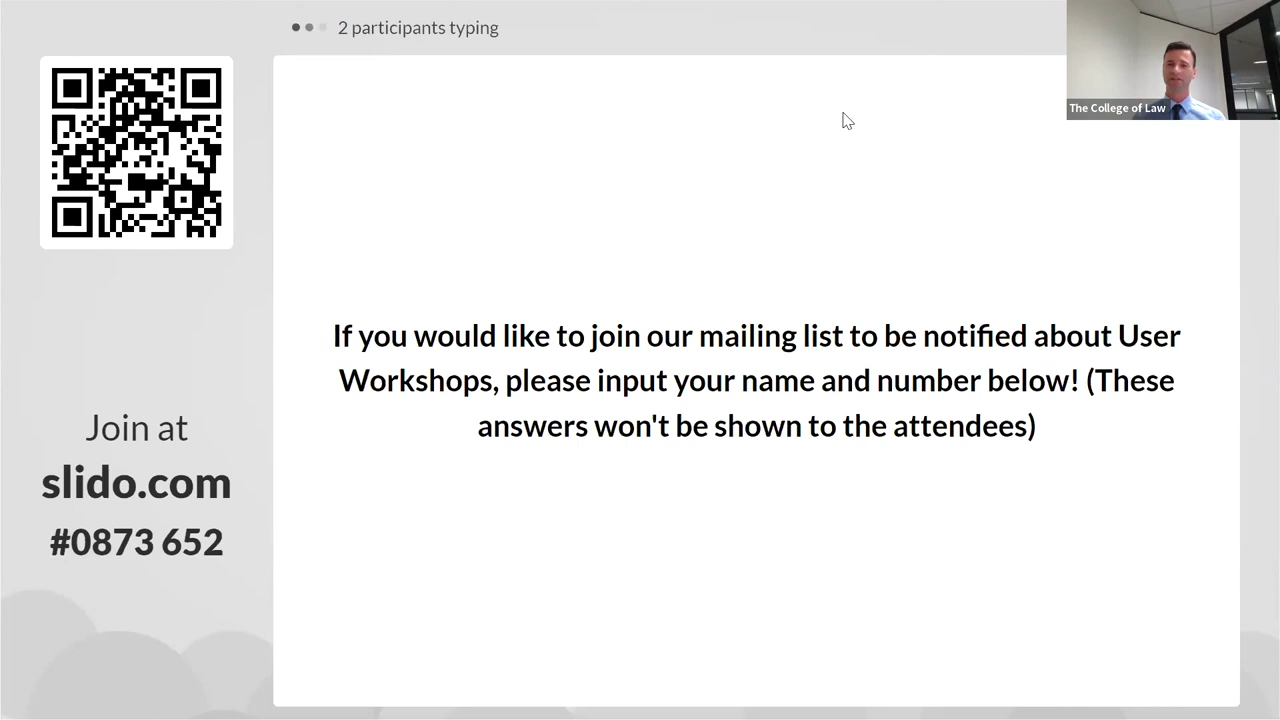 2 participants typing
The College of Law
If you would like to join our mailing list to be notified about User
Workshops, please input your name and number below! (These
answers won't be shown to the attendees)
Join at
slido.com
#0873 652